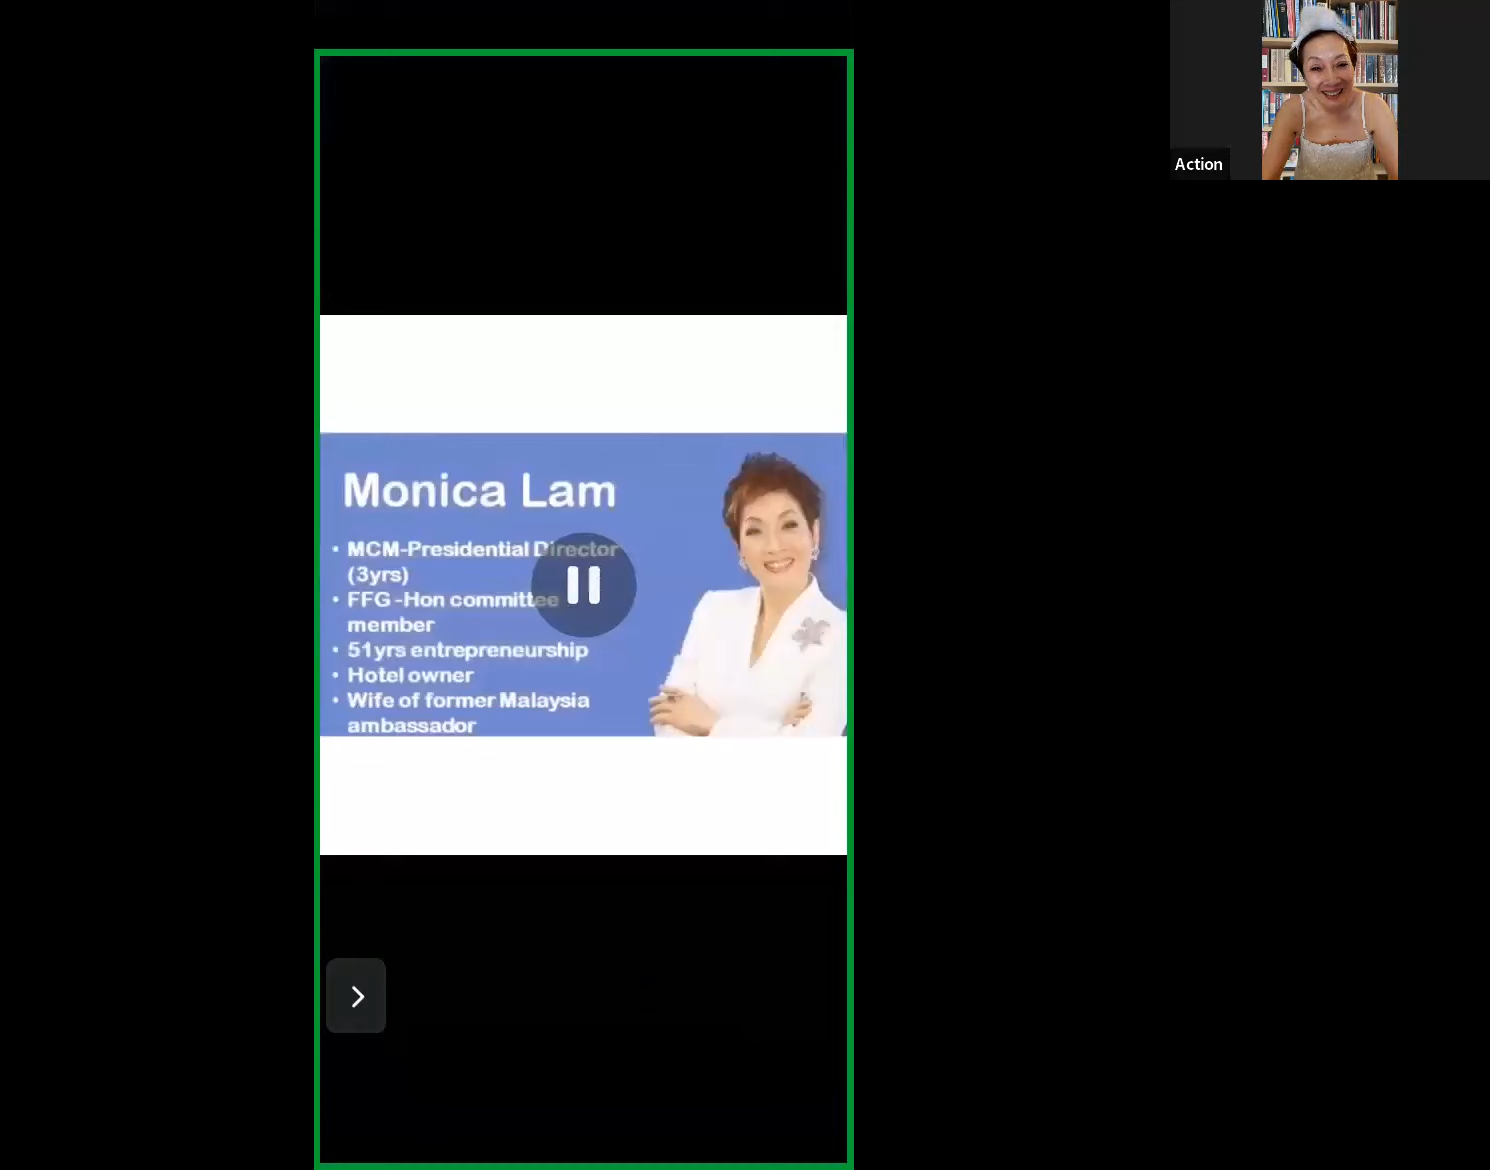 Monica Lam
• MCM-Presidential Director
(3yrs)
• FFG -Hon committee
member
• 51yrs entrepreneurship
• Hotel owner
• Wife of former Malaysia
ambassador
Action